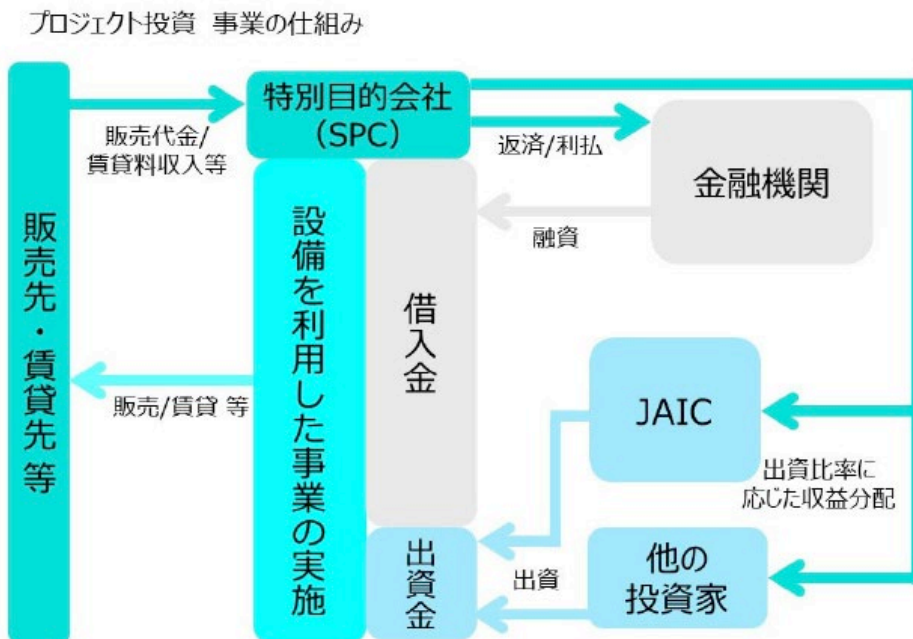 プロジェクト投資 事業の仕組み
特別目的会社
(SPC)
販売代金/
賃貸料収入等
返済/利払
金融機関
融資
販売先・賃貸先 等
設備を利用した事業の実施
借入金
販売/賃貸 等
JAIC
出資比率に
応じた収益分配
出資金
出資
他の
投資家